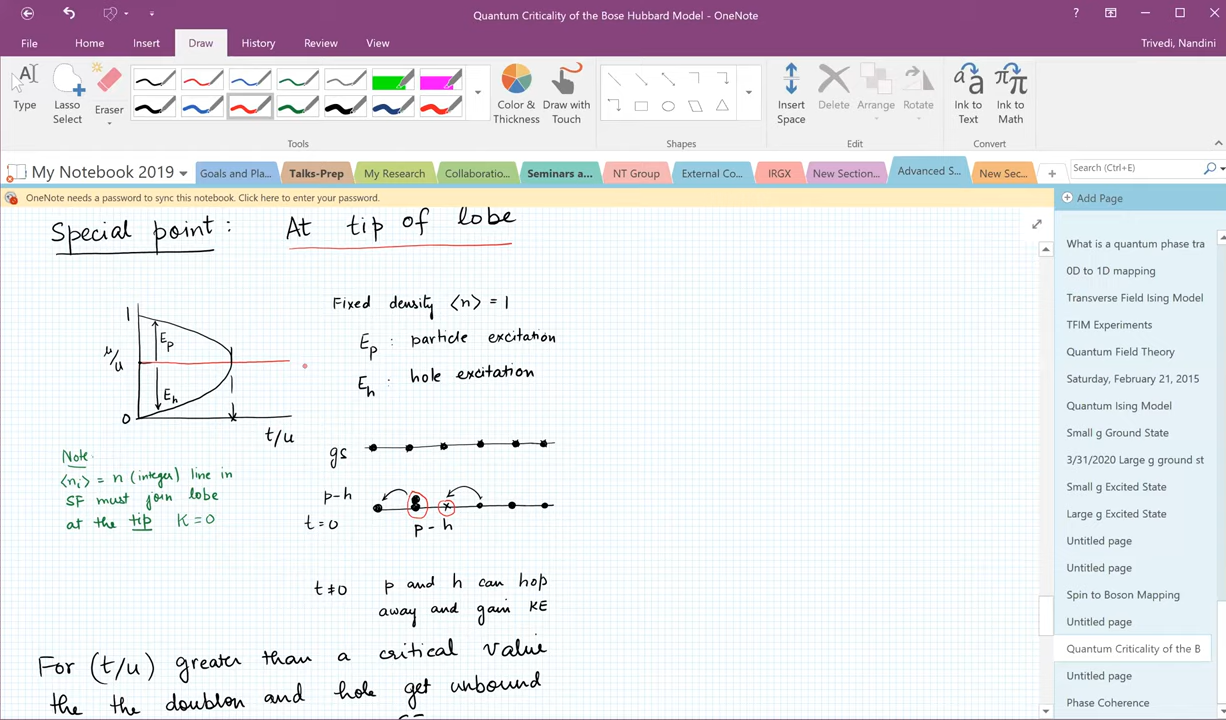 Quantum Criticality of the Bose Hubbard Model - OneNote
Trivedi, Nandini
File Home Insert Draw History Review View
Type
Lasso Select
Eraser
Color & Thickness
Draw with Touch
Insert Space
Delete
Arrange
Rotate
Ink to Text
Ink to Math
Tools Shapes Edit Convert
My Notebook 2019 Goals and Pla... Talks-Prep My Research Collaboratio... Seminars a... NT Group External Co... IRGX New Section... Advanced S... New Sec...
Search (Ctrl+E)
OneNote needs a password to sync this notebook. Click here to enter your password.
Add Page
Special point: At tip of lobe
Fixed density <n> = 1
Ep : particle excitation
Eh : hole excitation
1
μ/u
0
Ep
Eh
t/u
Note:
<ni> = n (integer) line in
SF must join lobe
at the tip K=0
gs
p-h
t=0
x
p - h
t≠0 p and h can hop
away and gain KE
For (t/u) greater than a critical value
the the doublon and hole get unbound
What is a quantum phase tra
0D to 1D mapping
Transverse Field Ising Model
TFIM Experiments
Quantum Field Theory
Saturday, February 21, 2015
Quantum Ising Model
Small g Ground State
3/31/2020 Large g ground st
Small g Excited State
Large g Excited State
Untitled page
Untitled page
Spin to Boson Mapping
Untitled page
Quantum Criticality of the B
Untitled page
Phase Coherence